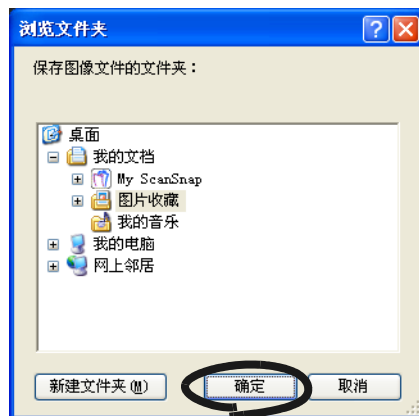 浏览文件夹
保存图像文件的文件夹：
桌面
我的文档
My ScanSnap
图片收藏
我的音乐
我的电脑
网上邻居
新建文件夹(M) 确定 取消